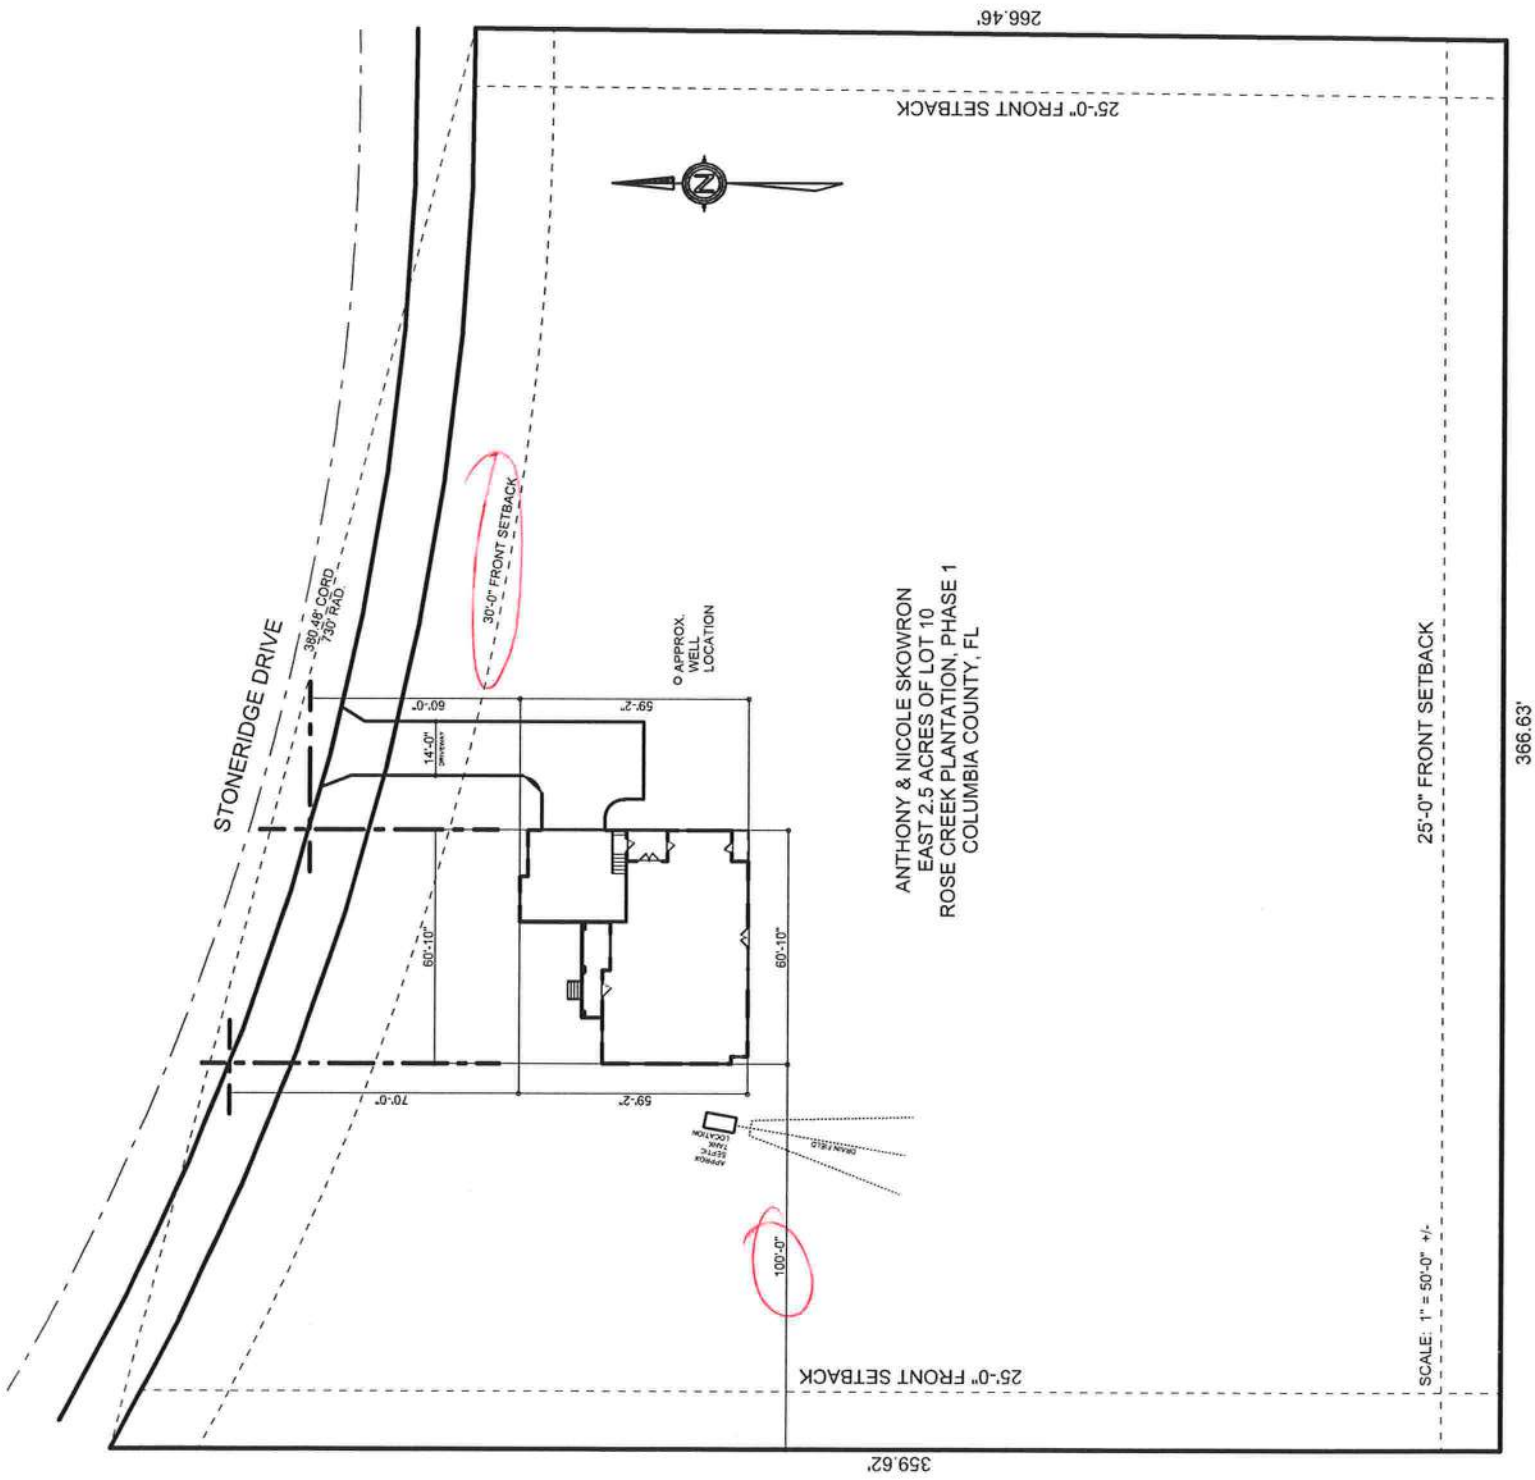 STONERIDGE DRIVE
380.48' CORD
730' RAD.
30'-0" FRONT SETBACK
60'-0"
14'-0"
DRIVEWAY
59'-2"
O APPROX.
WELL
LOCATION
60'-10"
60'-10"
70'-0"
59'-2"
APPROX
SEPTIC
TANK
LOCATION
DRAIN FIELD
100'-0"
N
ANTHONY & NICOLE SKOWRON
EAST 2.5 ACRES OF LOT 10
ROSE CREEK PLANTATION, PHASE 1
COLUMBIA COUNTY, FL
25'-0" FRONT SETBACK
266.46'
25'-0" FRONT SETBACK
359.62'
25'-0" FRONT SETBACK
366.63'
SCALE: 1" = 50'-0" +/-